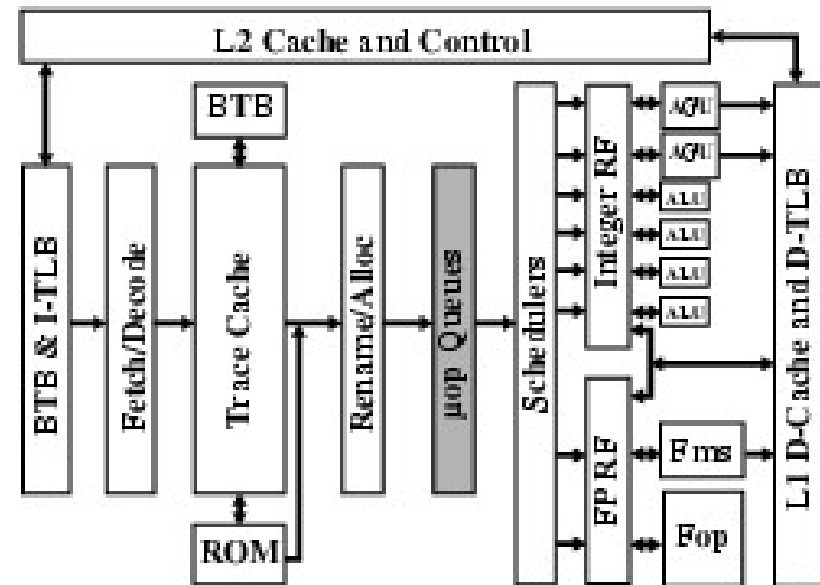 L2 Cache and Control
BTB
BTB & I-TLB
Fetch/Decode
Trace Cache
ROM
Rename/Alloc
μop Queues
Schedulers
Integer RF
FP RF
AGU
AGU
ALU
ALU
ALU
ALU
Fms
Fop
L1 D-Cache and D-TLB